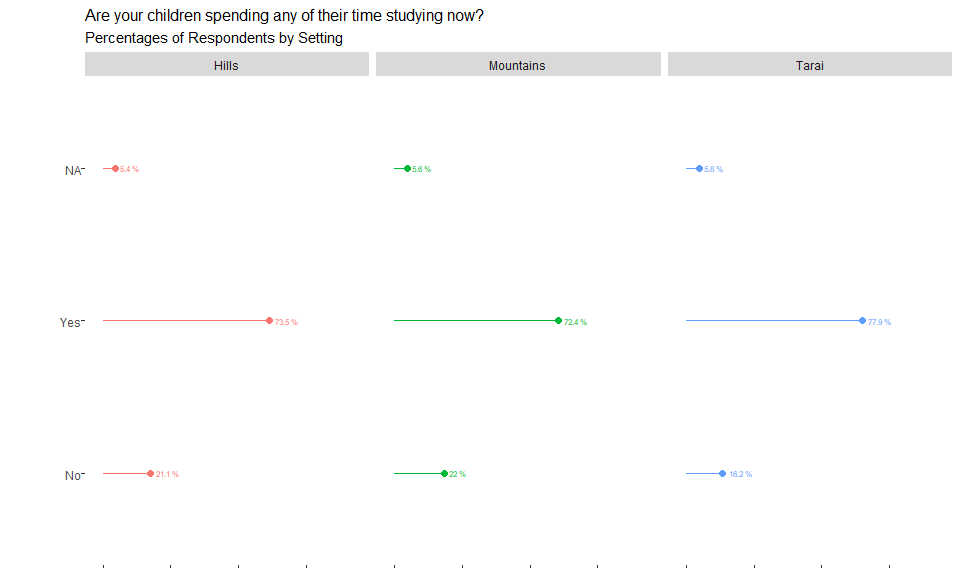 Are your children spending any of their time studying now?
Percentages of Respondents by Setting
Hills Mountains Tarai
NA 5.4 % 5.6 % 5.8 %
Yes 73.5 % 72.4 % 77.9 %
No 21.1 % 22 % 16.2 %